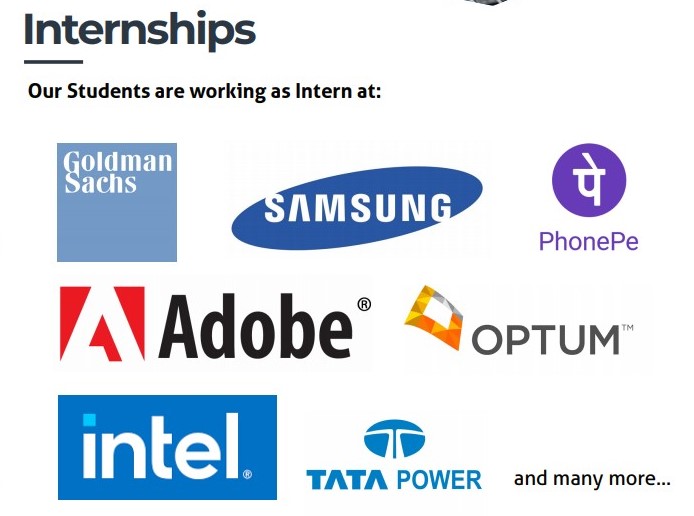 Internships
Our Students are working as Intern at:
Goldman
Sachs
SAMSUNG
पे
PhonePe
Adobe®
OPTUM™
intel®
TATA POWER
and many more...